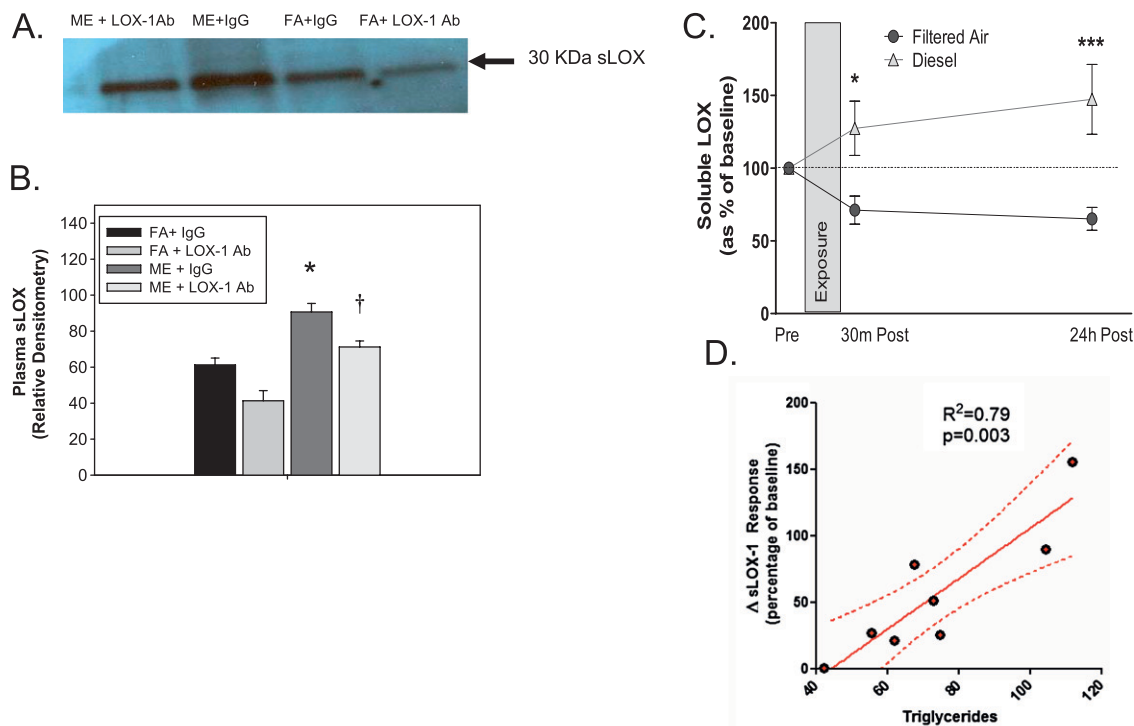 A.
ME + LOX-1Ab ME+IgG FA+IgG FA+ LOX-1 Ab
30 KDa sLOX
B.
Plasma sLOX
(Relative Densitometry)
140
120
100
80
60
40
20
0
FA+ IgG
FA + LOX-1 Ab
ME + IgG
ME + LOX-1 Ab
*
†
C.
Soluble LOX
(as % of baseline)
200
150
100
50
0
Filtered Air
Diesel
*
***
Exposure
Pre 30m Post 24h Post
D.
R²=0.79
p=0.003
Δ sLOX-1 Response
(percentage of baseline)
200
150
100
50
0
40 60 80 100 120
Triglycerides